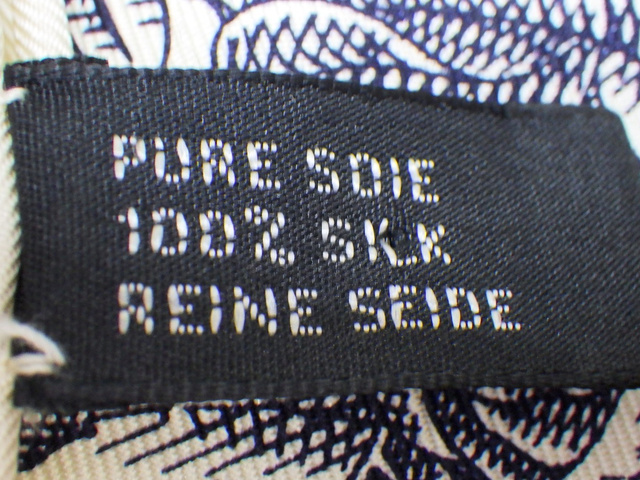 PURE SOIE
100% SILK
REINE SEIDE